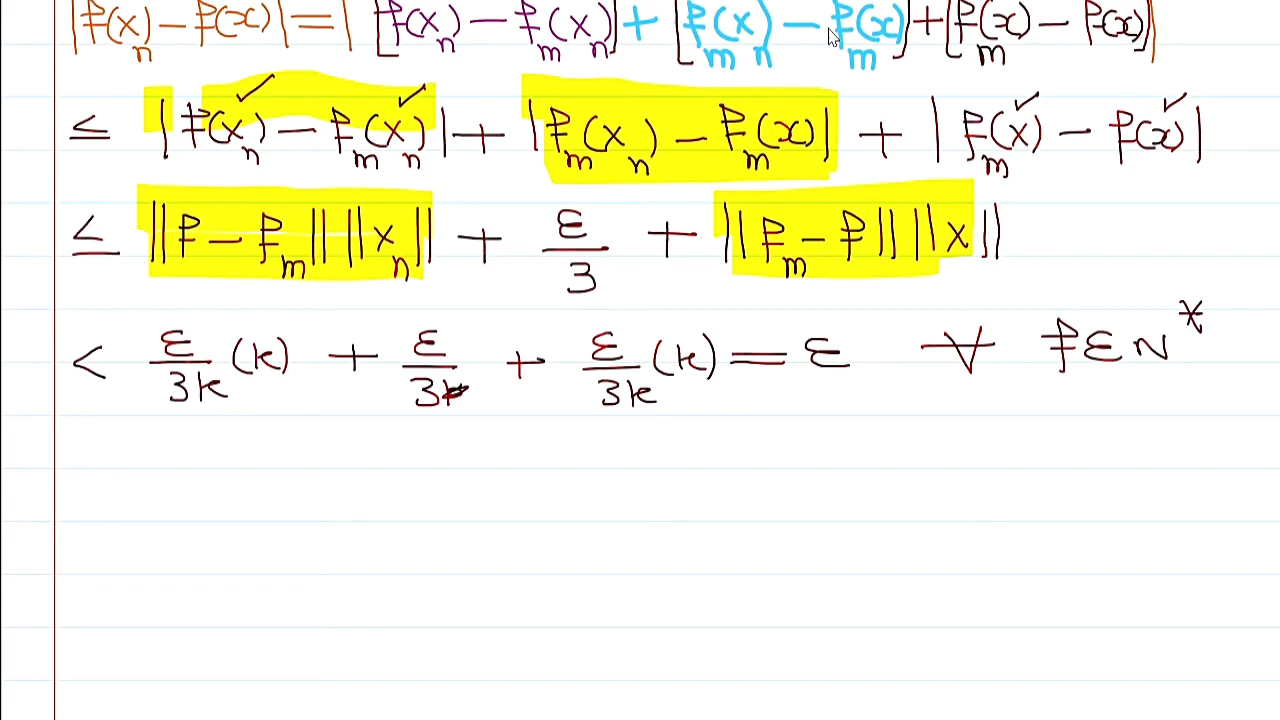 |f(xₙ) − f(x)| = | [f(xₙ) − fₘ(xₙ)] + [fₘ(xₙ) − fₘ(x)] + [fₘ(x) − f(x)] |
≤ | f(xₙ) − fₘ(xₙ) | + | fₘ(xₙ) − fₘ(x) | + | fₘ(x) − f(x) |
≤ ||f − fₘ|| ||xₙ|| + ε/3 + ||fₘ − f|| ||x||
< ε/3k (k) + ε/3 + ε/3k (k) = ε ∀ f ∈ N*